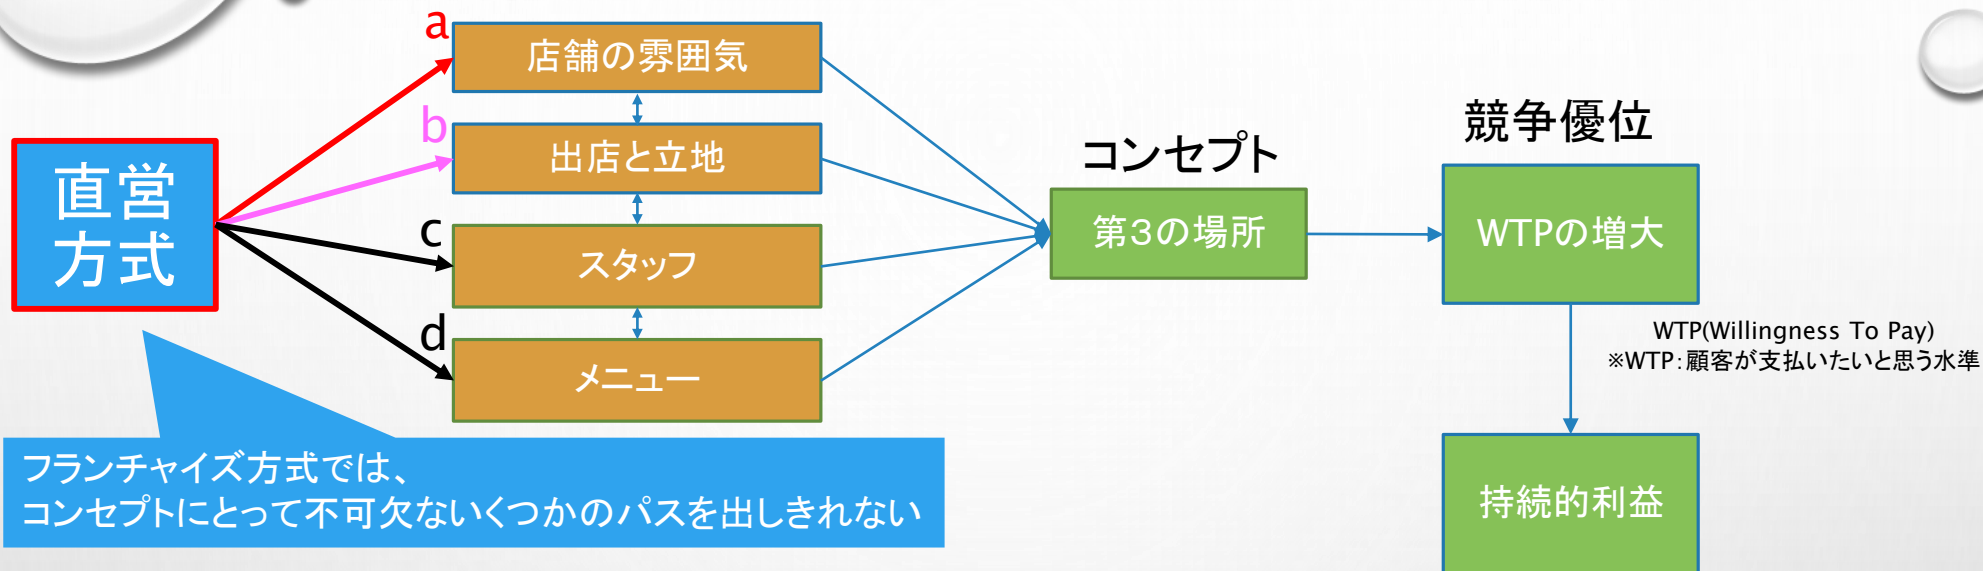 a
店舗の雰囲気
b
出店と立地
直営
方式
c
スタッフ
d
メニュー
コンセプト
第３の場所
競争優位
WTPの増大
WTP(Willingness To Pay)
※WTP：顧客が支払いたいと思う水準
持続的利益
フランチャイズ方式では、
コンセプトにとって不可欠ないくつかのパスを出しきれない